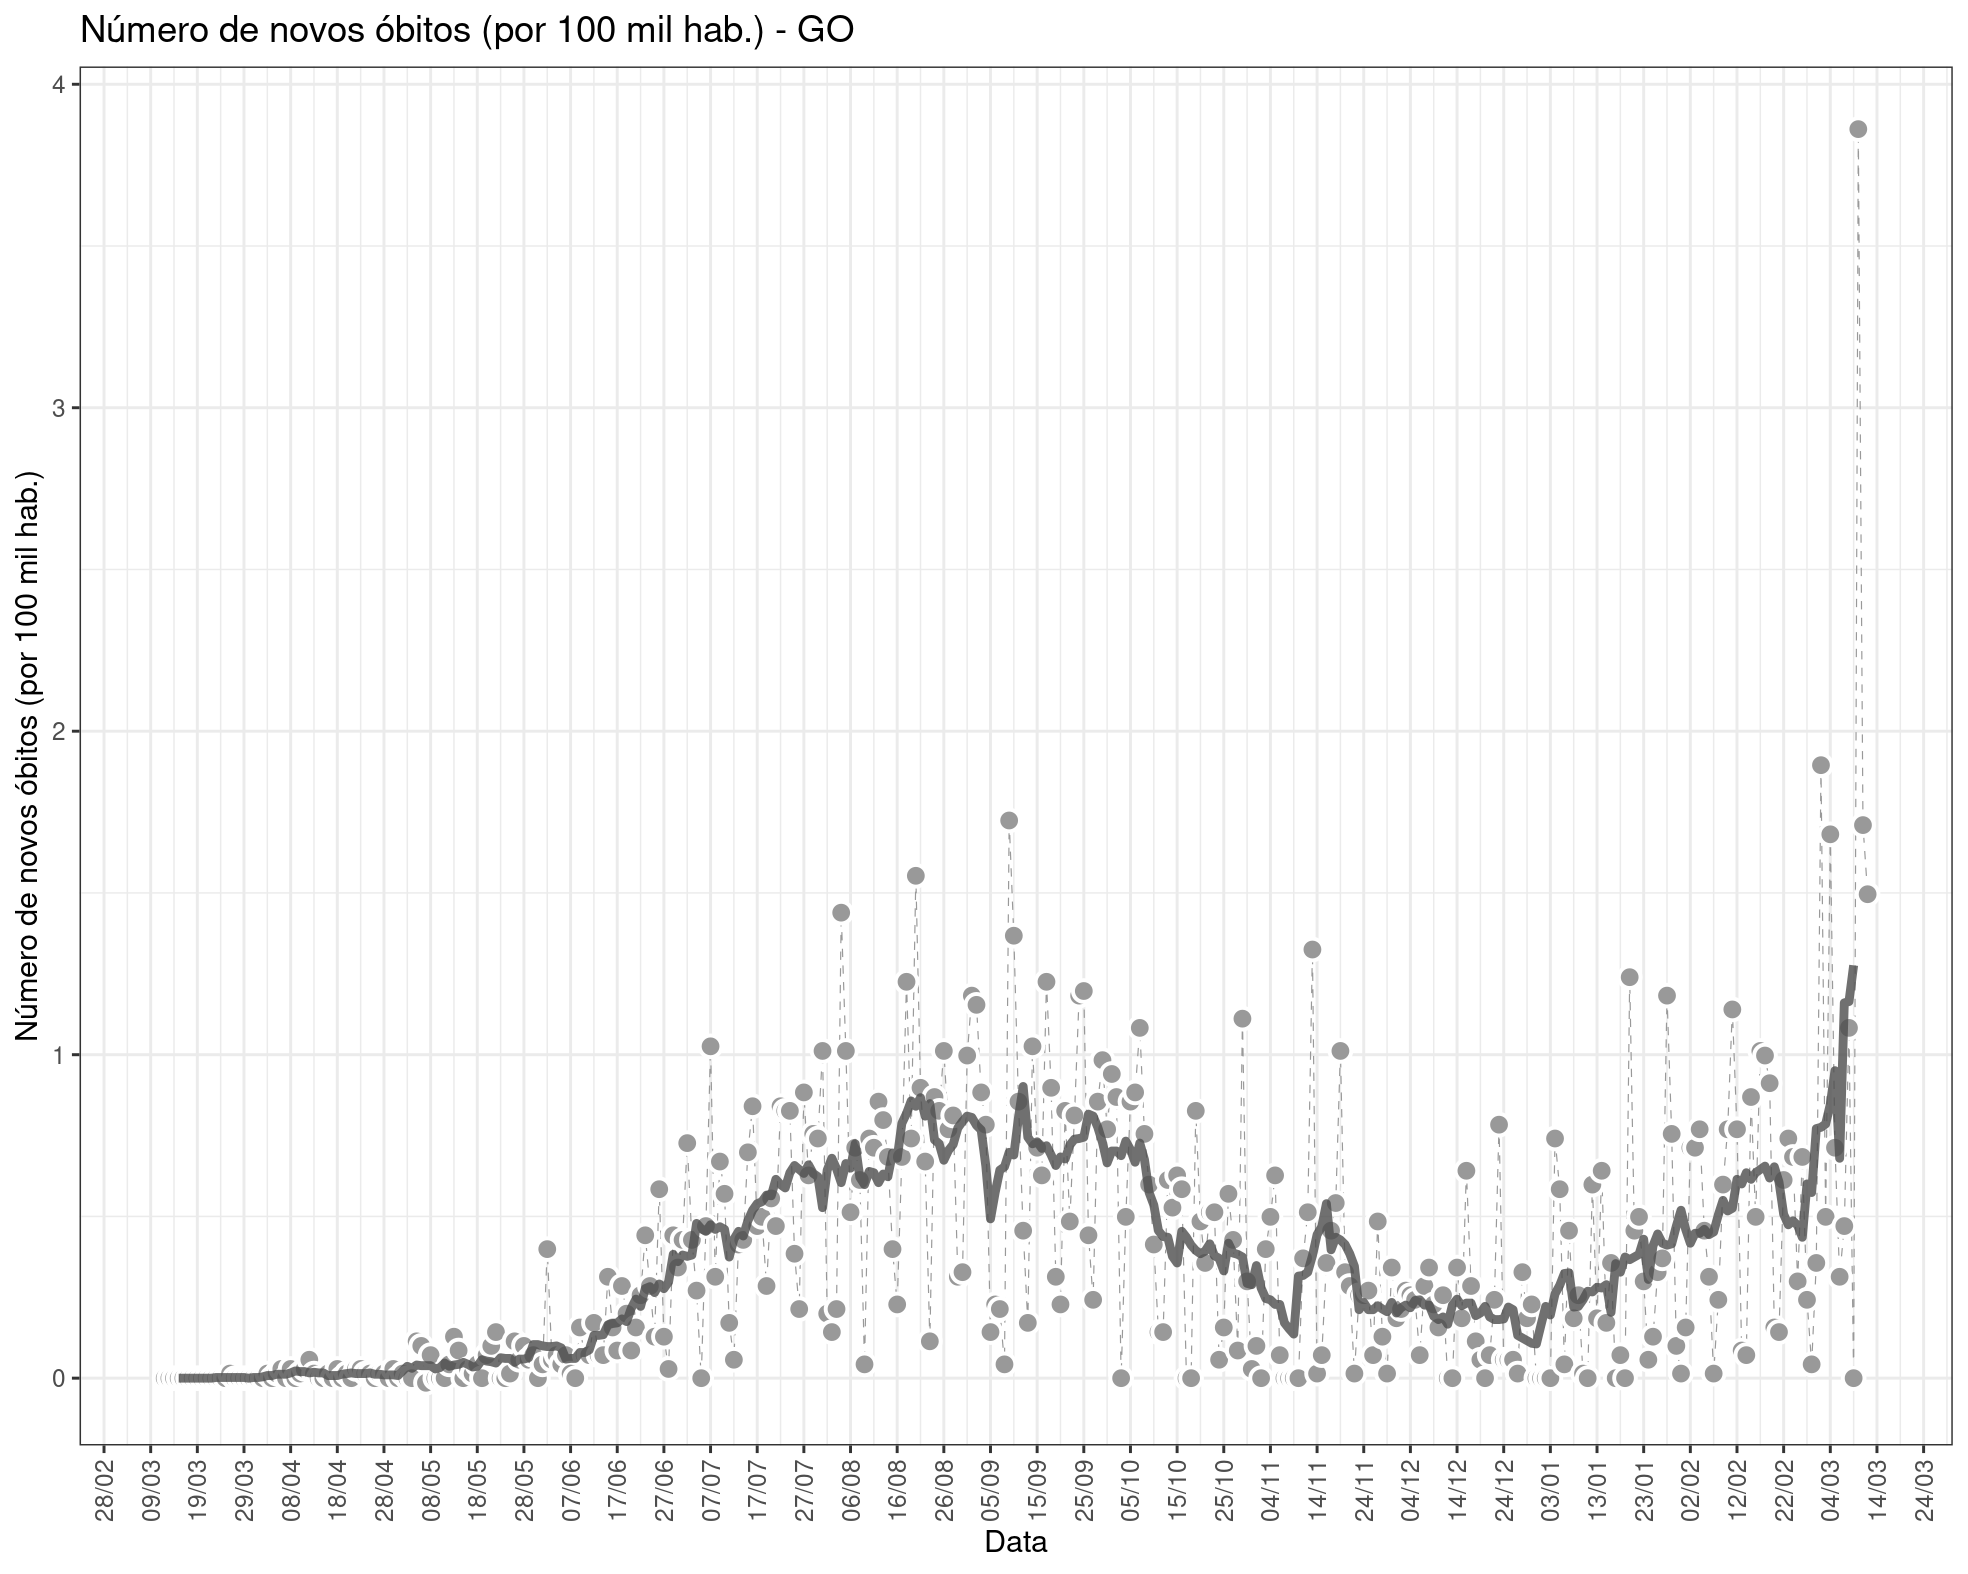 Número de novos óbitos (por 100 mil hab.) - GO
Número de novos óbitos (por 100 mil hab.)
4
3
2
1
0
28/02 09/03 19/03 29/03 08/04 18/04 28/04 08/05 18/05 28/05 07/06 17/06 27/06 07/07 17/07 27/07 06/08 16/08 26/08 05/09 15/09 25/09 05/10 15/10 25/10 04/11 14/11 24/11 04/12 14/12 24/12 03/01 13/01 23/01 02/02 12/02 22/02 04/03 14/03 24/03
Data